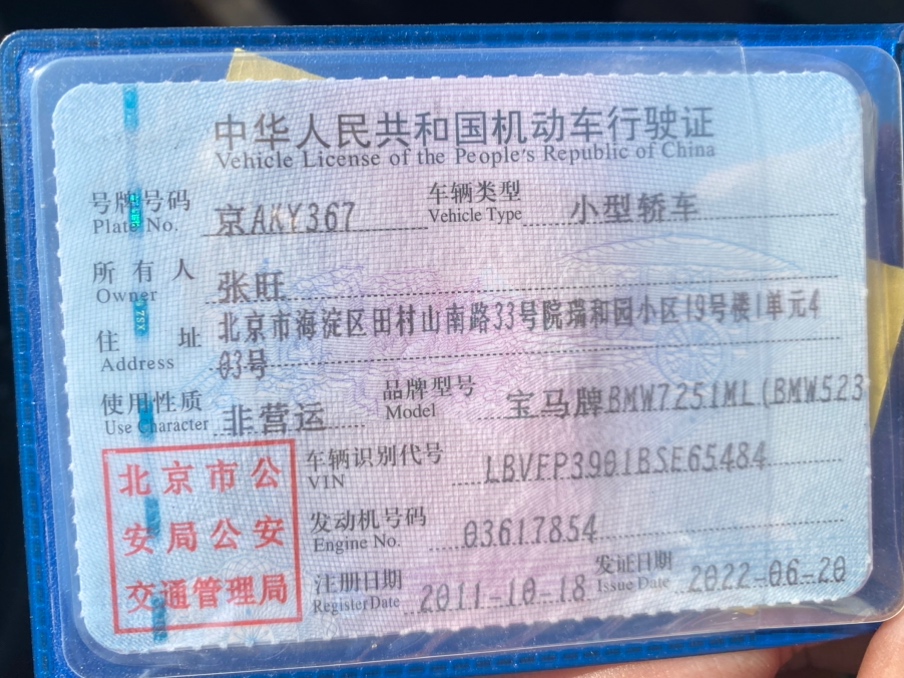 中华人民共和国机动车行驶证
Vehicle License of the People's Republic of China
号牌号码 京AKY367 车辆类型 小型轿车
Plate No. Vehicle Type
所有人 张旺
Owner
住址 北京市海淀区田村山南路33号院瑞和园小区19号楼1单元4
Address 03号
使用性质 非营运 品牌型号 宝马牌BMW7251ML(BMW523
Use Character Model
北京市公
安局公安
交通管理局
车辆识别代号 LBVFP3901BSE65484
VIN
发动机号码 03617854
Engine No.
注册日期 2011-10-18 发证日期 2022-06-20
Register Date Issue Date